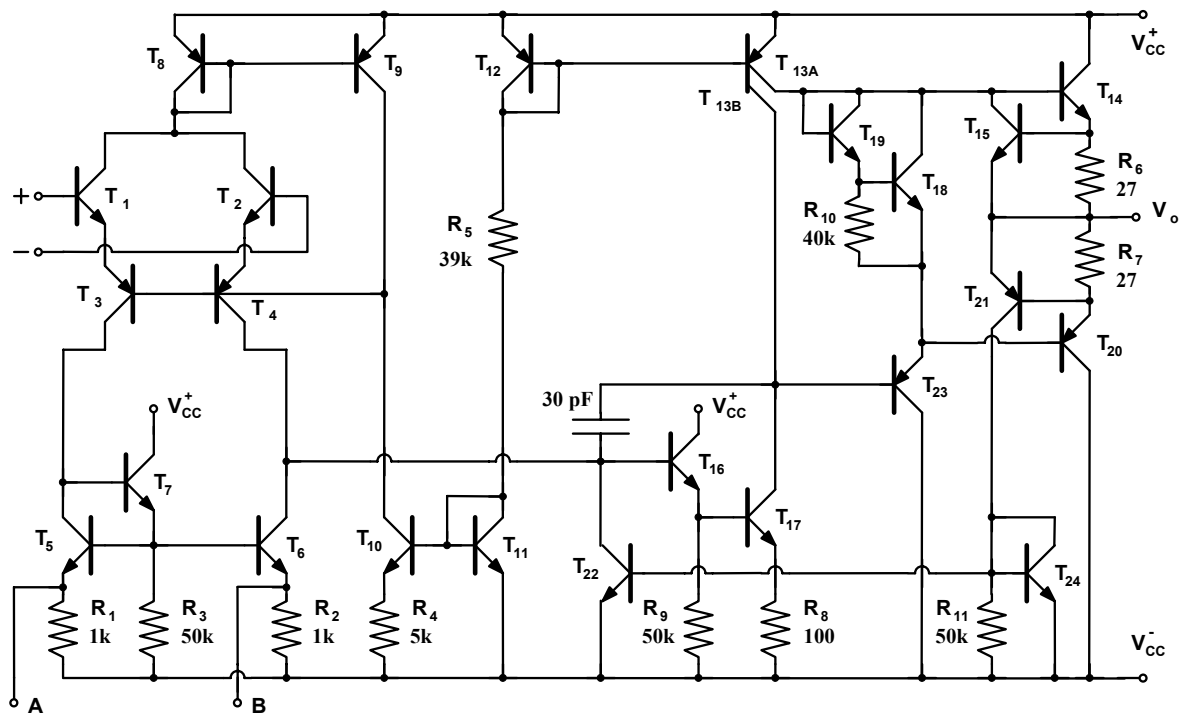 V⁺CC
T8
T9
T12
T13A
T13B
T14
T19
T15
T18
R6
27
T1
T2
+
−
R5
39k
R10
40k
Vo
R7
27
T3
T4
T21
T20
T23
30 pF
V⁺CC
V⁺CC
T16
T7
T17
T5
T6
T10
T11
T22
T24
R1
1k
R3
50k
R2
1k
R4
5k
R9
50k
R8
100
R11
50k
V⁻CC
A
B